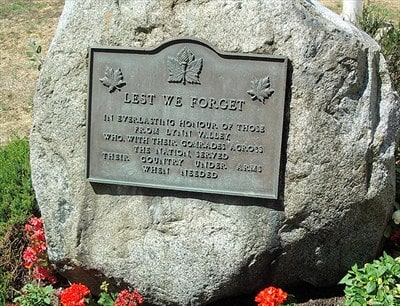 LEST WE FORGET
IN EVERLASTING HONOUR OF THOSE
FROM LYNN VALLEY
WHO, WITH THEIR COMRADES ACROSS
THE NATION, SERVED
THEIR COUNTRY UNDER ARMS
WHEN NEEDED